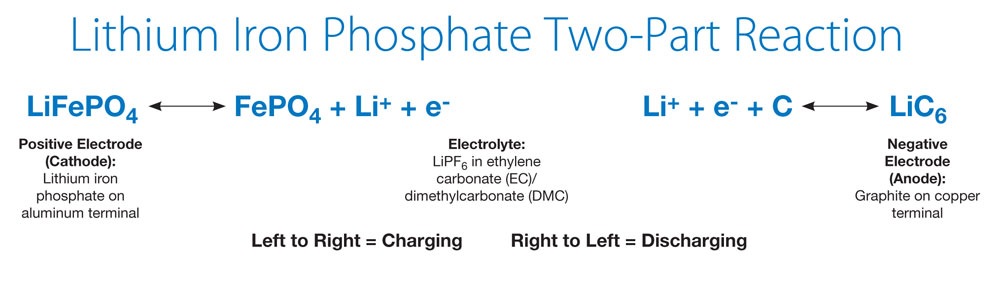 Lithium Iron Phosphate Two-Part Reaction
LiFePO₄ ⟷ FePO₄ + Li⁺ + e⁻
Li⁺ + e⁻ + C ⟷ LiC₆
Positive Electrode
(Cathode):
Lithium iron
phosphate on
aluminum terminal
Electrolyte:
LiPF₆ in ethylene
carbonate (EC)/
dimethylcarbonate (DMC)
Negative
Electrode
(Anode):
Graphite on copper
terminal
Left to Right = Charging
Right to Left = Discharging